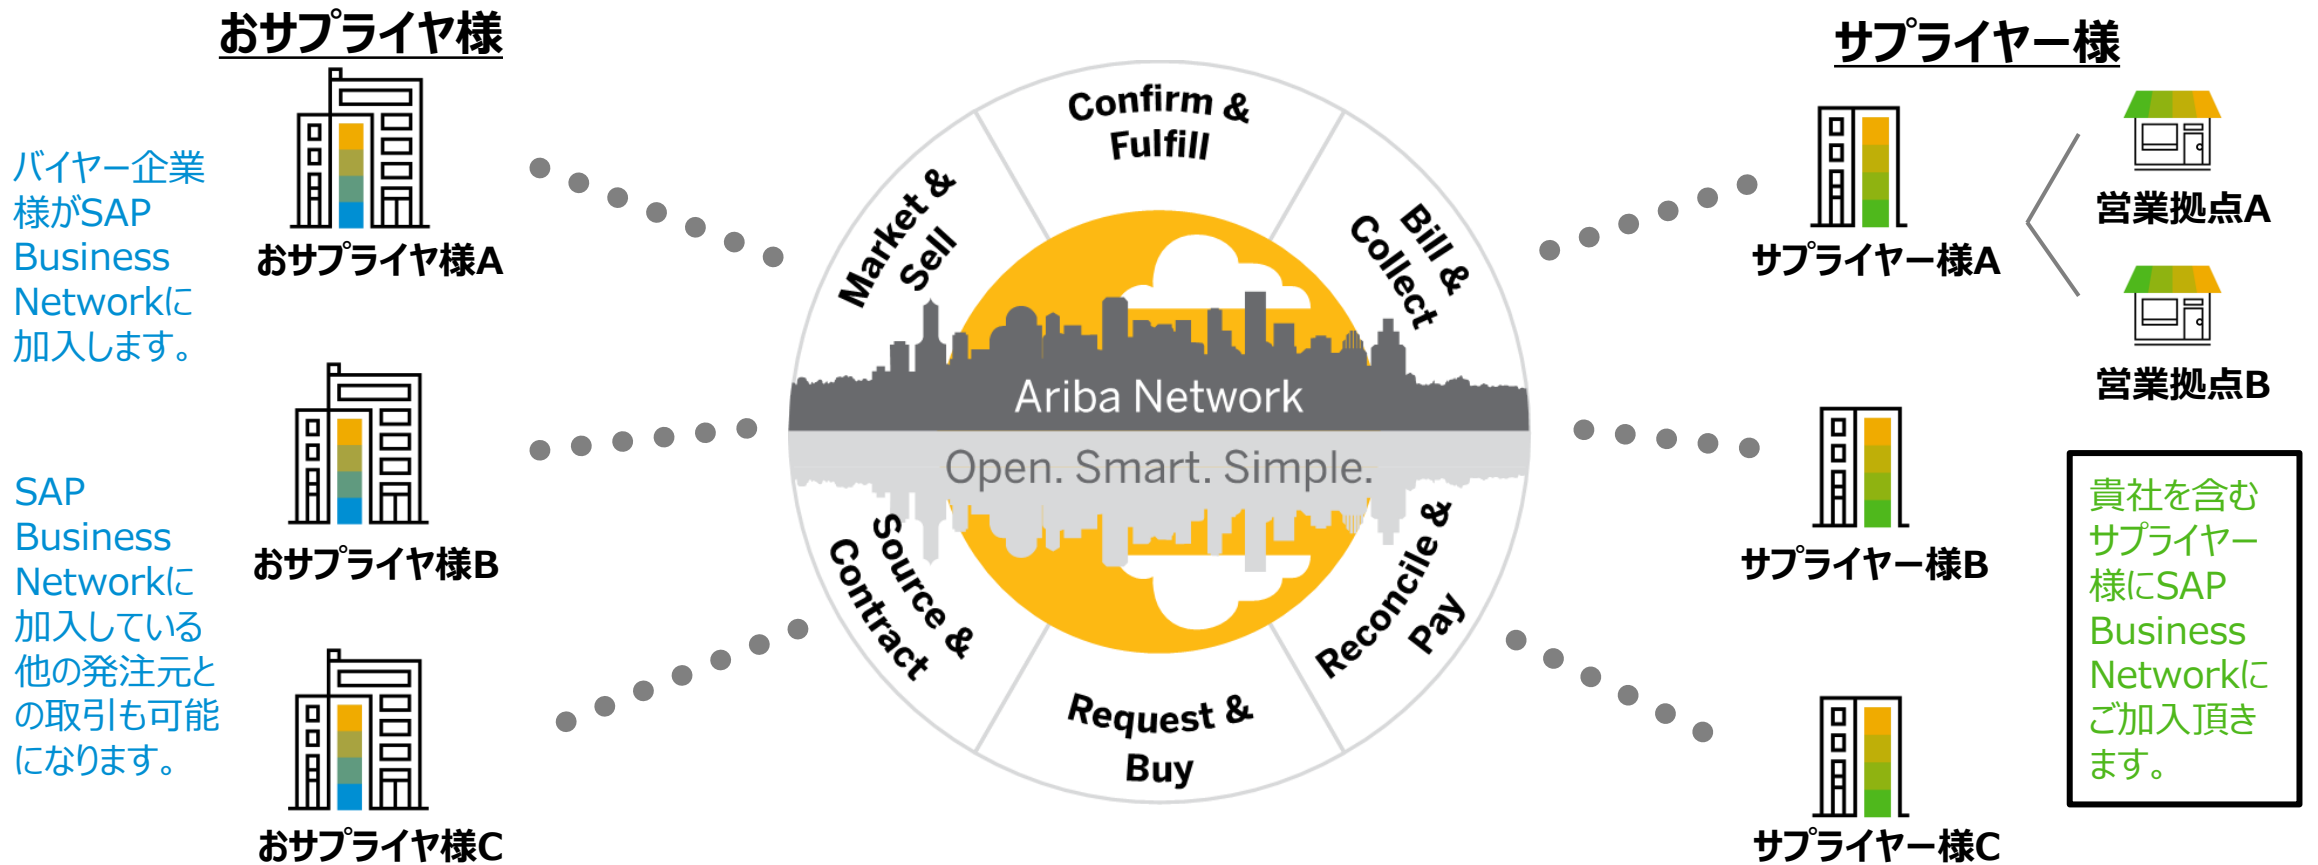 おサプライヤ様
バイヤー企業
様がSAP
Business
Networkに
加入します。
SAP
Business
Networkに
加入している
他の発注元と
の取引も可能
になります。
おサプライヤ様A
おサプライヤ様B
おサプライヤ様C
Confirm &
Fulfill
Market &
Sell
Bill &
Collect
Ariba Network
Open. Smart. Simple.
Source &
Contract
Reconcile &
Pay
Request &
Buy
サプライヤー様
サプライヤー様A
営業拠点A
営業拠点B
サプライヤー様B
サプライヤー様C
貴社を含む
サプライヤー
様にSAP
Business
Networkに
ご加入頂き
ます。